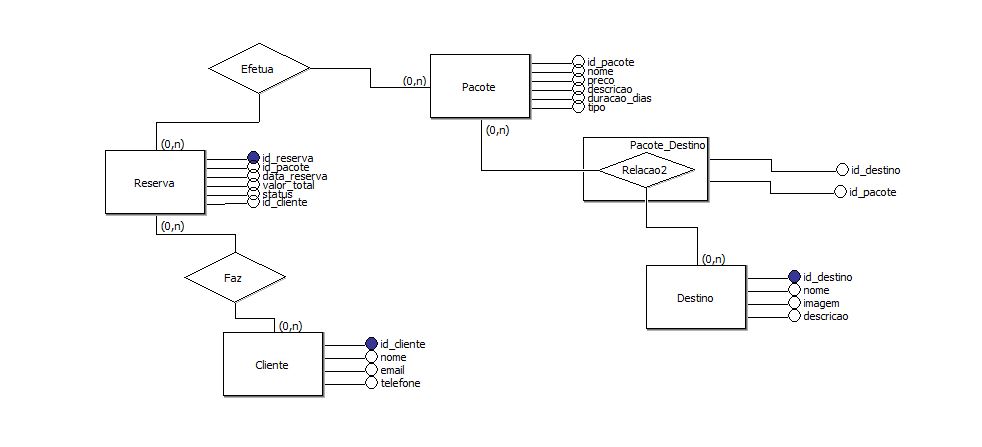 Efetua
(0,n)
Pacote
id_pacote
nome
preco
descricao
duracao_dias
tipo
(0,n)
Pacote_Destino
Relacao2
id_destino
id_pacote
(0,n)
Reserva
id_reserva
id_pacote
data_reserva
valor_total
status
id_cliente
(0,n)
Faz
(0,n)
Destino
id_destino
nome
imagem
descricao
(0,n)
Cliente
id_cliente
nome
email
telefone